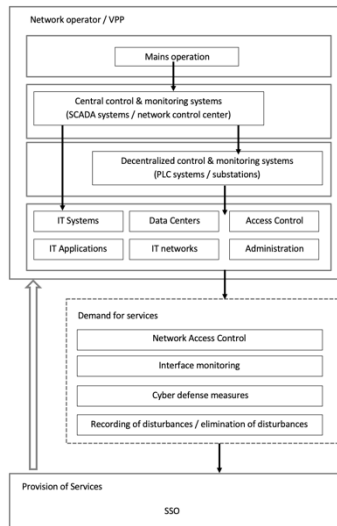 Network operator / VPP
Mains operation
Central control & monitoring systems
(SCADA systems / network control center)
Decentralized control & monitoring systems
(PLC systems / substations)
IT Systems
Data Centers
Access Control
IT Applications
IT networks
Administration
Demand for services
Network Access Control
Interface monitoring
Cyber defense measures
Recording of disturbances / elimination of disturbances
Provision of Services
SSO